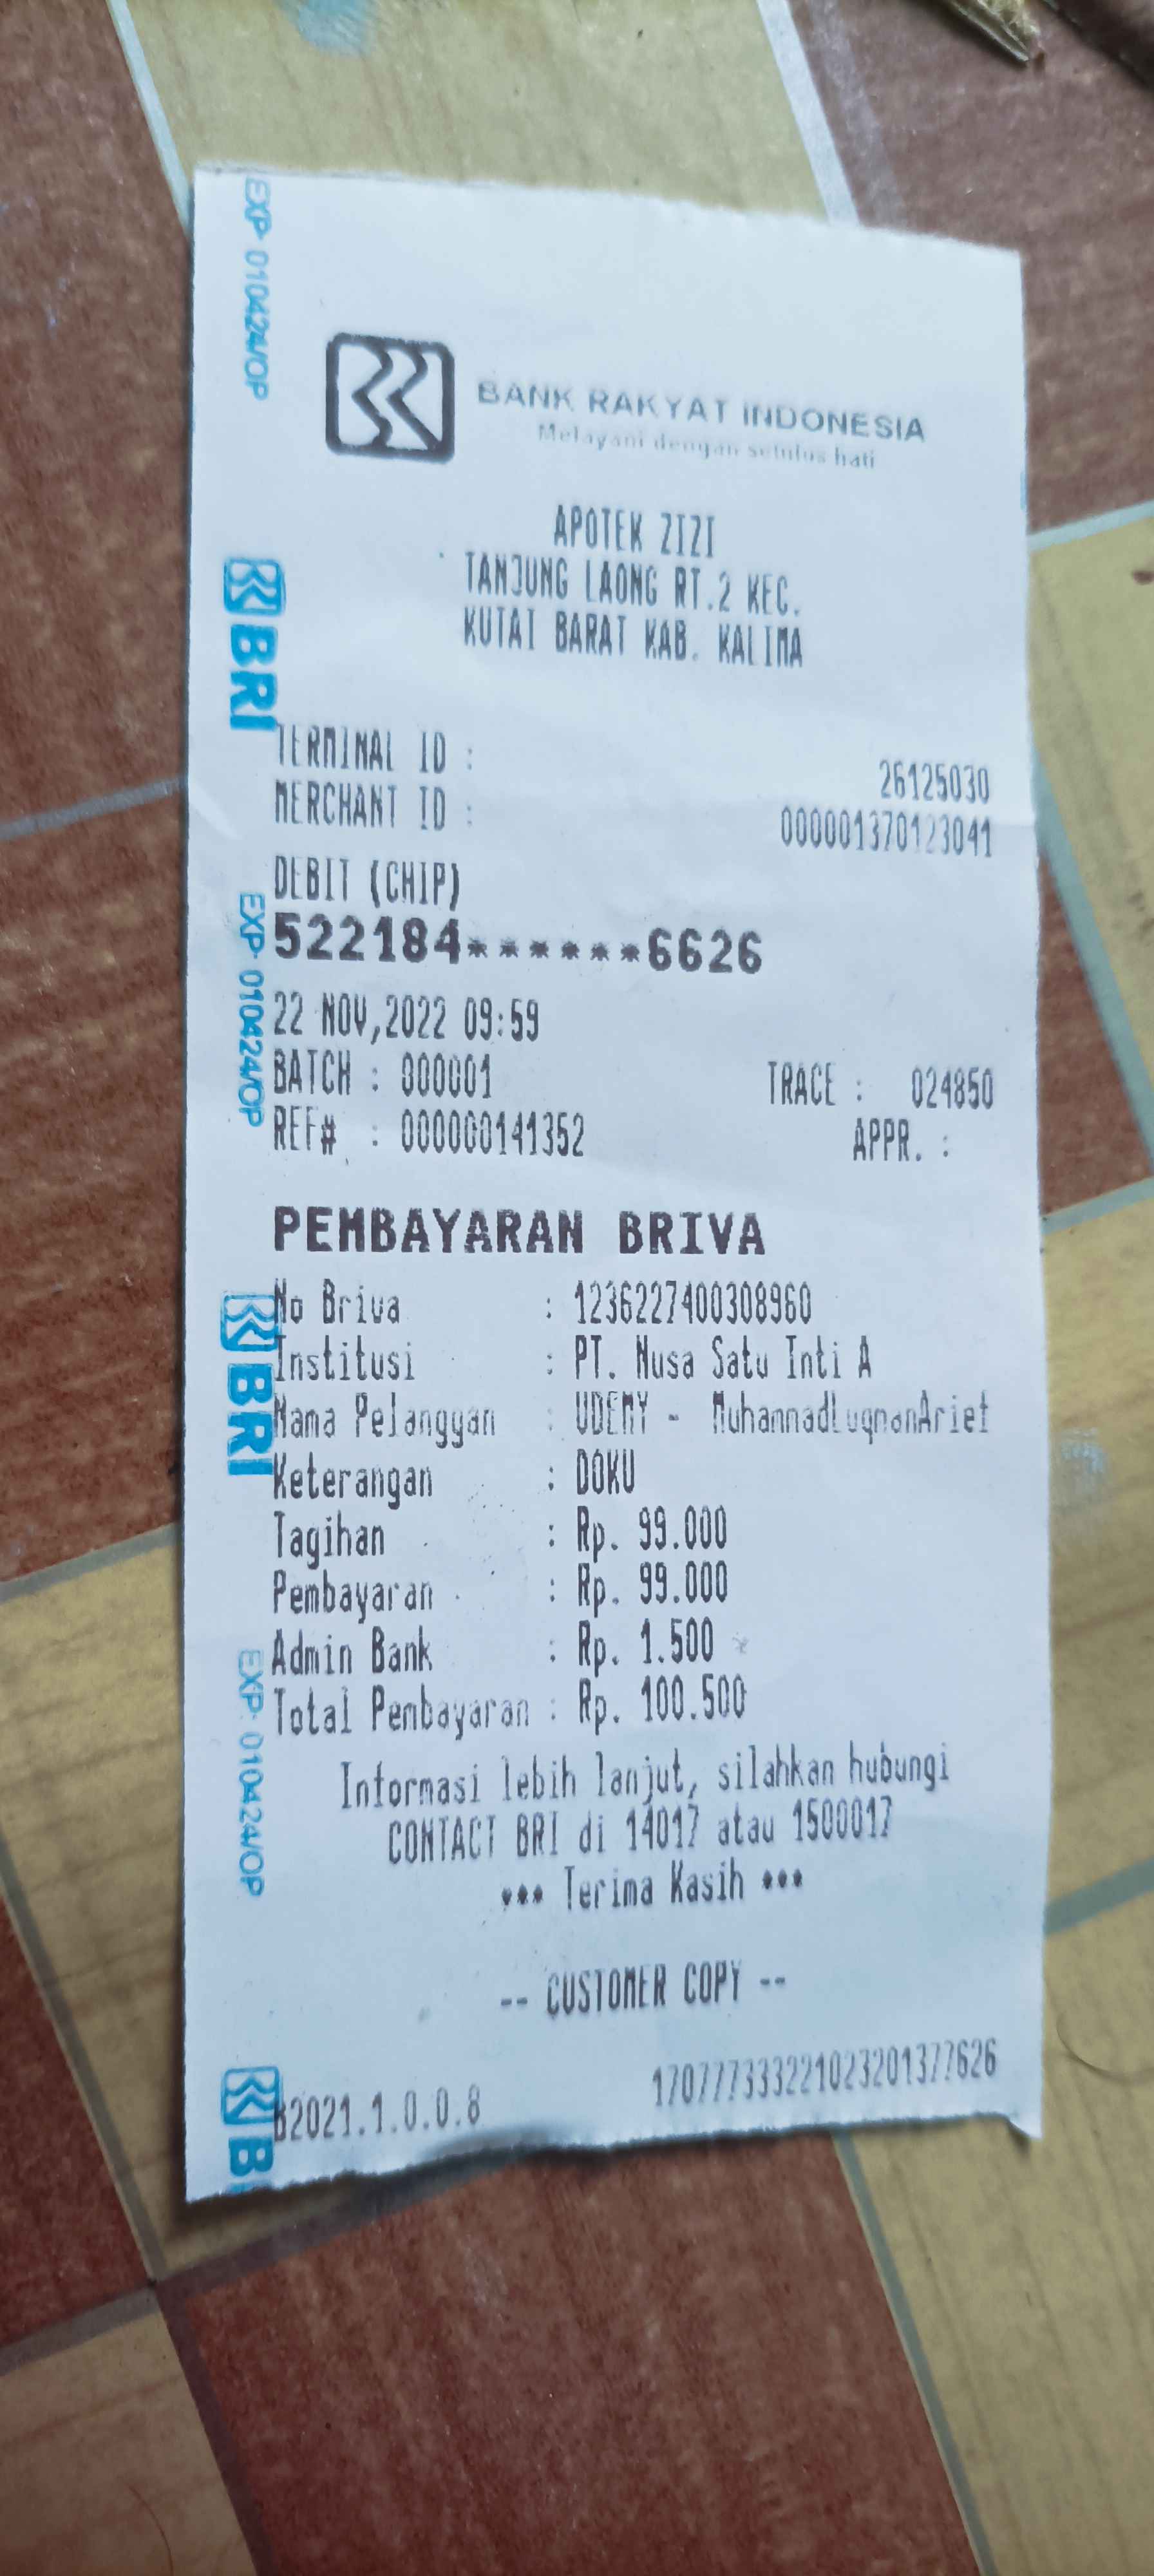 BANK RAKYAT INDONESIA
Melayani dengan setulus hati
APOTEK ZIZI
TANJUNG LAONG RT.2 KEC.
KUTAI BARAT KAB. KALIMA
TERMINAL ID : 26125030
MERCHANT ID : 000001370123041
DEBIT (CHIP)
522184******6626
22 NOV,2022 09:59
BATCH : 000001 TRACE : 024850
REF# : 000000141352 APPR. :
PEMBAYARAN BRIVA
No Briva : 1236227400308960
Institusi : PT. Nusa Satu Inti A
Nama Pelanggan : UDEMY - MuhammadLuqmanArief
Keterangan : DOKU
Tagihan : Rp. 99.000
Pembayaran : Rp. 99.000
Admin Bank : Rp. 1.500
Total Pembayaran : Rp. 100.500
Informasi lebih lanjut, silahkan hubungi
CONTACT BRI di 14017 atau 1500017
*** Terima Kasih ***
-- CUSTOMER COPY --
B2021.1.0.0.8 170777333221023201377626
EXP. 010424/OP
BRI
EXP. 010424/OP
BRI
EXP. 010424/OP
B